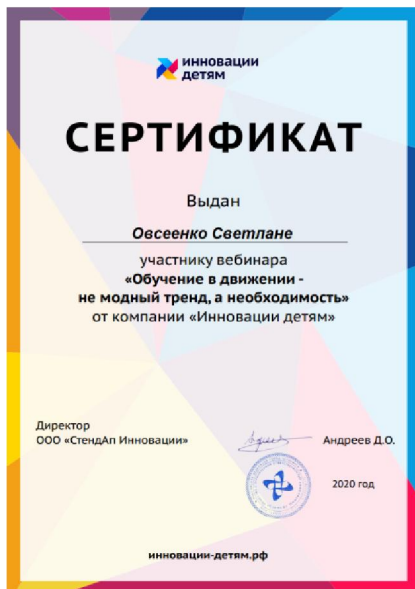 инновации
детям
СЕРТИФИКАТ
Выдан
Овсеенко Светлане
участнику вебинара
«Обучение в движении -
не модный тренд, а необходимость»
от компании «Инновации детям»
Директор
ООО «СтендАп Инновации»
Андреев Д.О.
2020 год
инновации-детям.рф